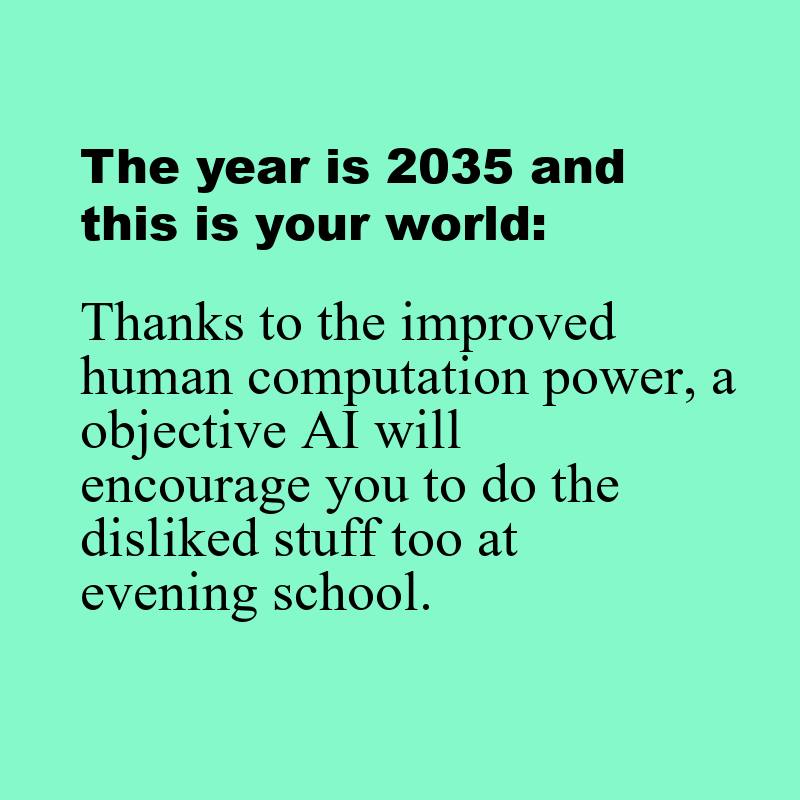 The year is 2035 and
this is your world:
Thanks to the improved
human computation power, a
objective AI will
encourage you to do the
disliked stuff too at
evening school.